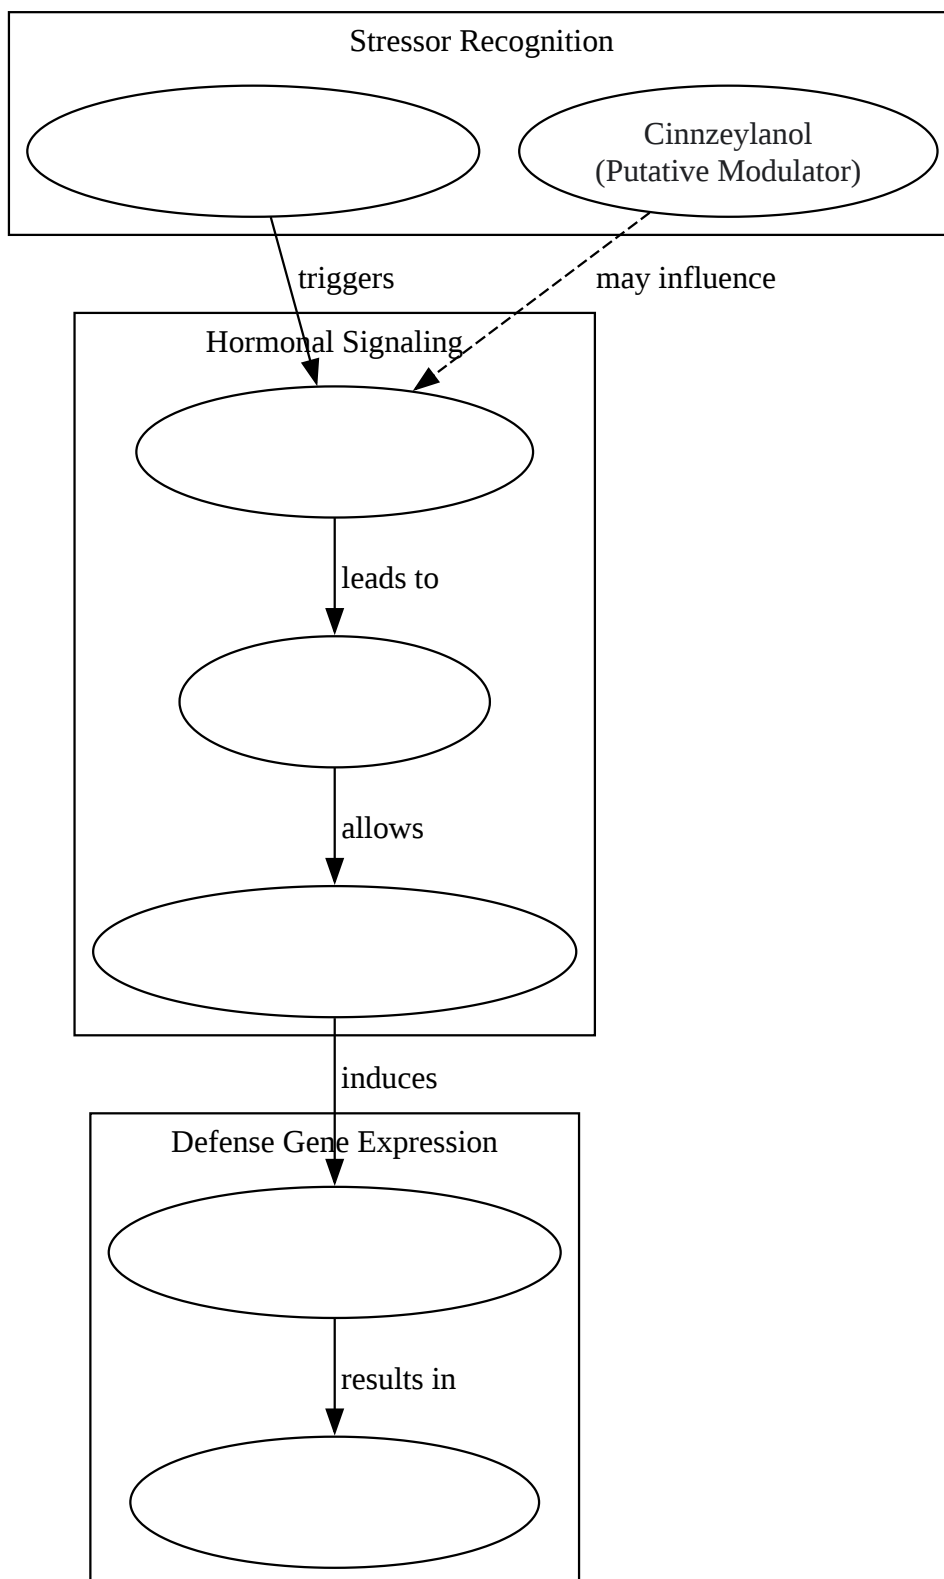 Stressor Recognition
Cinnzeylanol
(Putative Modulator)
triggers
may influence
Hormonal Signaling
leads to
allows
induces
Defense Gene Expression
results in